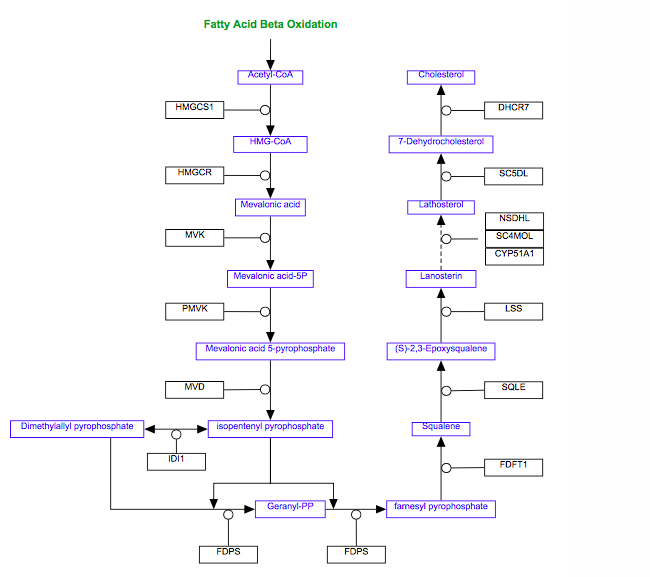 Fatty Acid Beta Oxidation
Acetyl-CoA
HMGCS1
HMG-CoA
HMGCR
Mevalonic acid
MVK
Mevalonic acid-5P
PMVK
Mevalonic acid 5-pyrophosphate
MVD
Dimethylallyl pyrophosphate
isopentenyl pyrophosphate
IDI1
Geranyl-PP
FDPS
FDPS
farnesyl pyrophosphate
FDFT1
Squalene
SQLE
(S)-2,3-Epoxysqualene
LSS
Lanosterin
NSDHL
SC4MOL
CYP51A1
Lathosterol
SC5DL
7-Dehydrocholesterol
DHCR7
Cholesterol